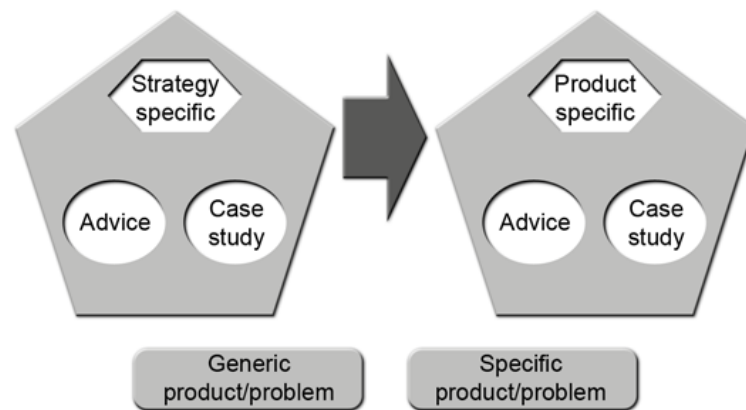 Strategy
specific
Advice
Case
study
Product
specific
Advice
Case
study
Generic
product/problem
Specific
product/problem